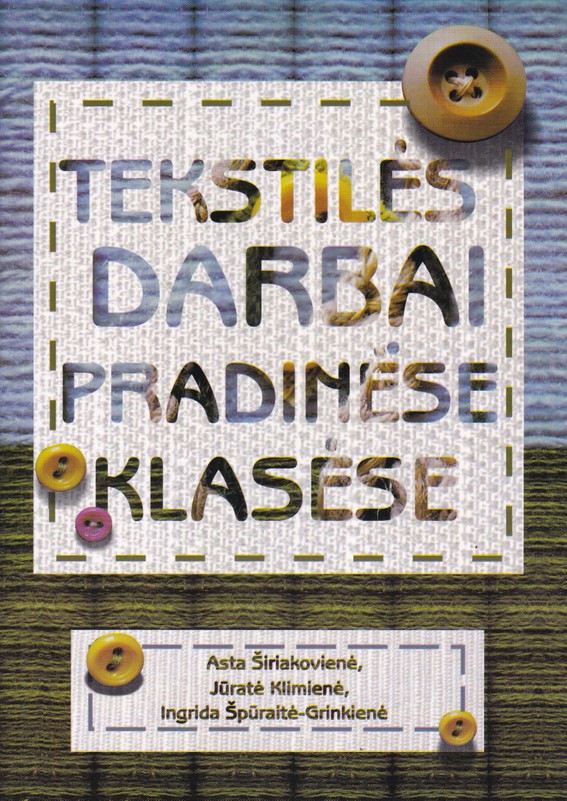 TEKSTILĖS
DARBAI
PRADINĖSE
KLASĖSE
Asta Širiakovienė,
Jūratė Klimienė,
Ingrida Špūraitė-Grinkienė